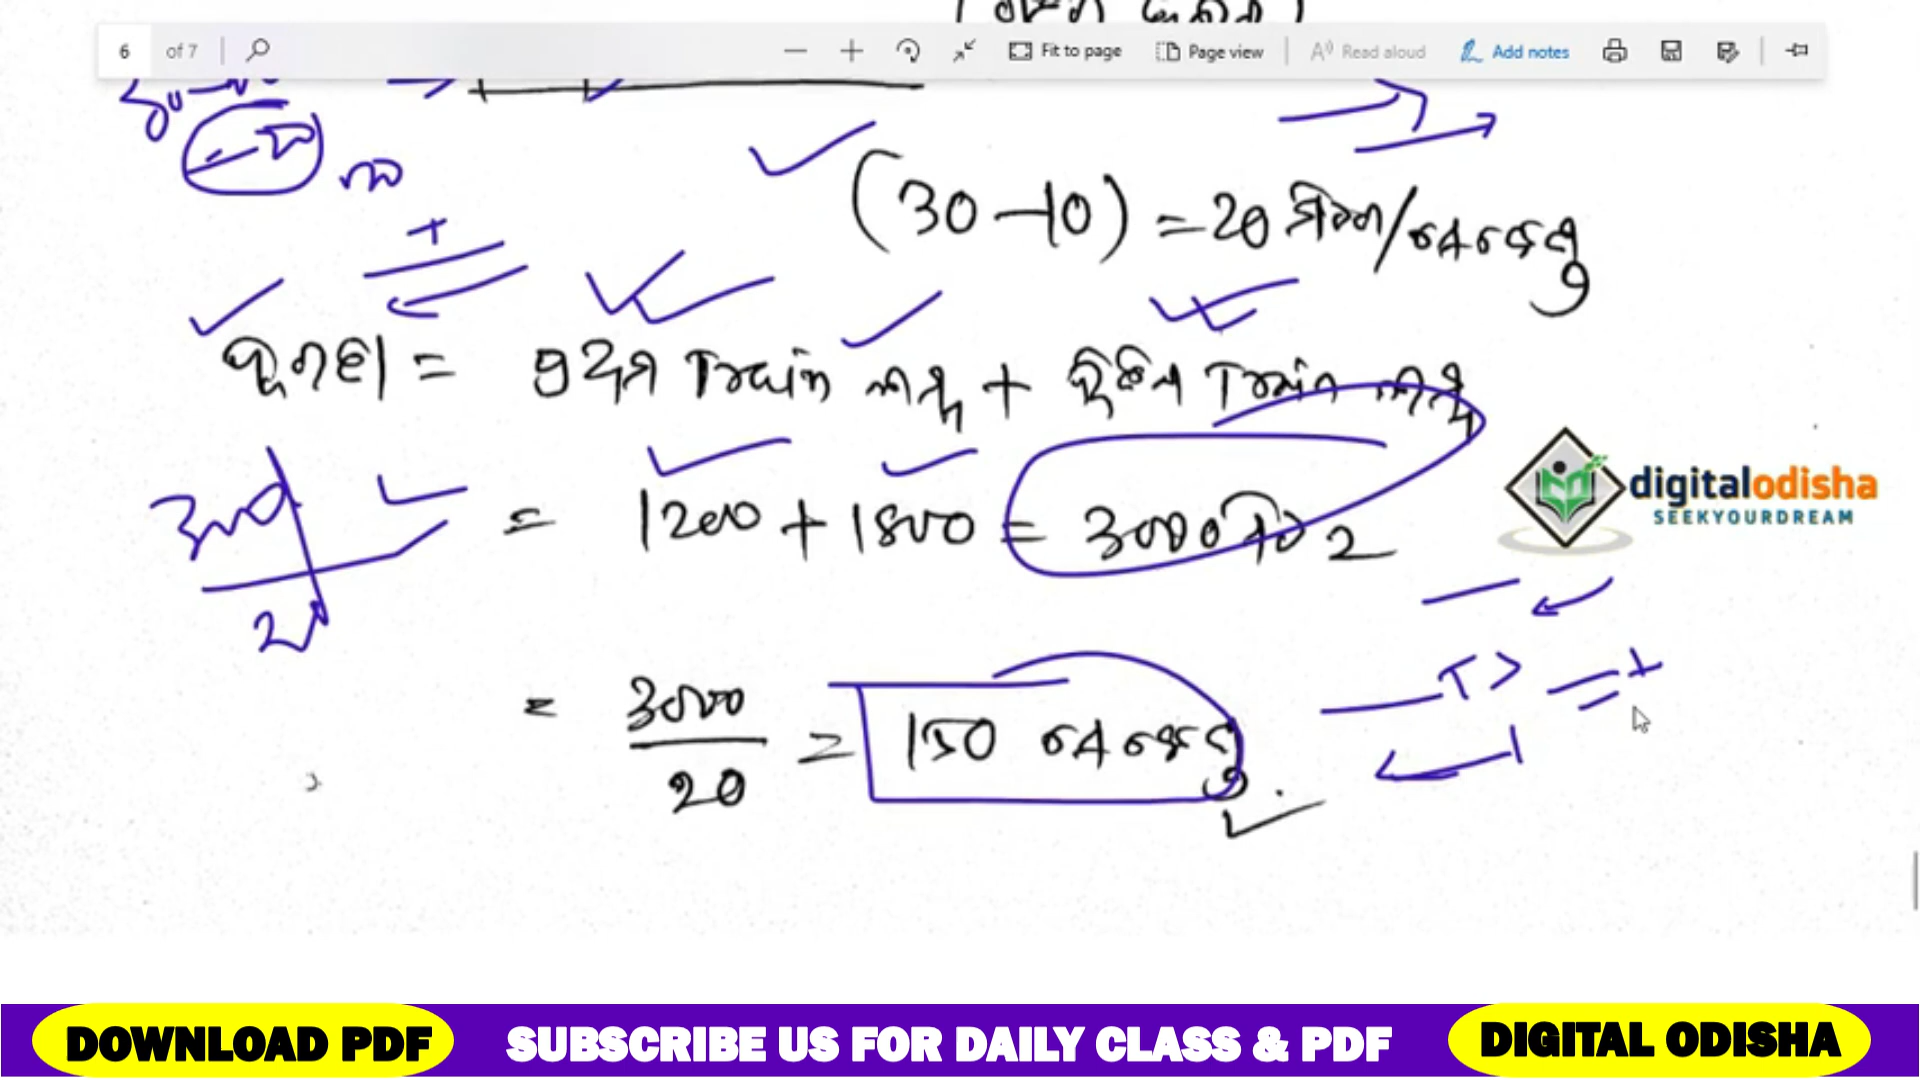 6 of 7 Fit to page Page view Read aloud Add notes
(30-10) = 20 ମିଟର/ସେକେଣ୍ଡ
+
ଦୂରତା = ପ୍ରଥମ Train ଲମ୍ବ + ଦ୍ୱିତୀୟ Train ଲମ୍ବ
= 1200 + 1800 = 3000 ମିଟର
digitalodisha
SEEKYOURDREAM
= 3000/20 = 150 ସେକେଣ୍ଡ.
DOWNLOAD PDF SUBSCRIBE US FOR DAILY CLASS & PDF DIGITAL ODISHA